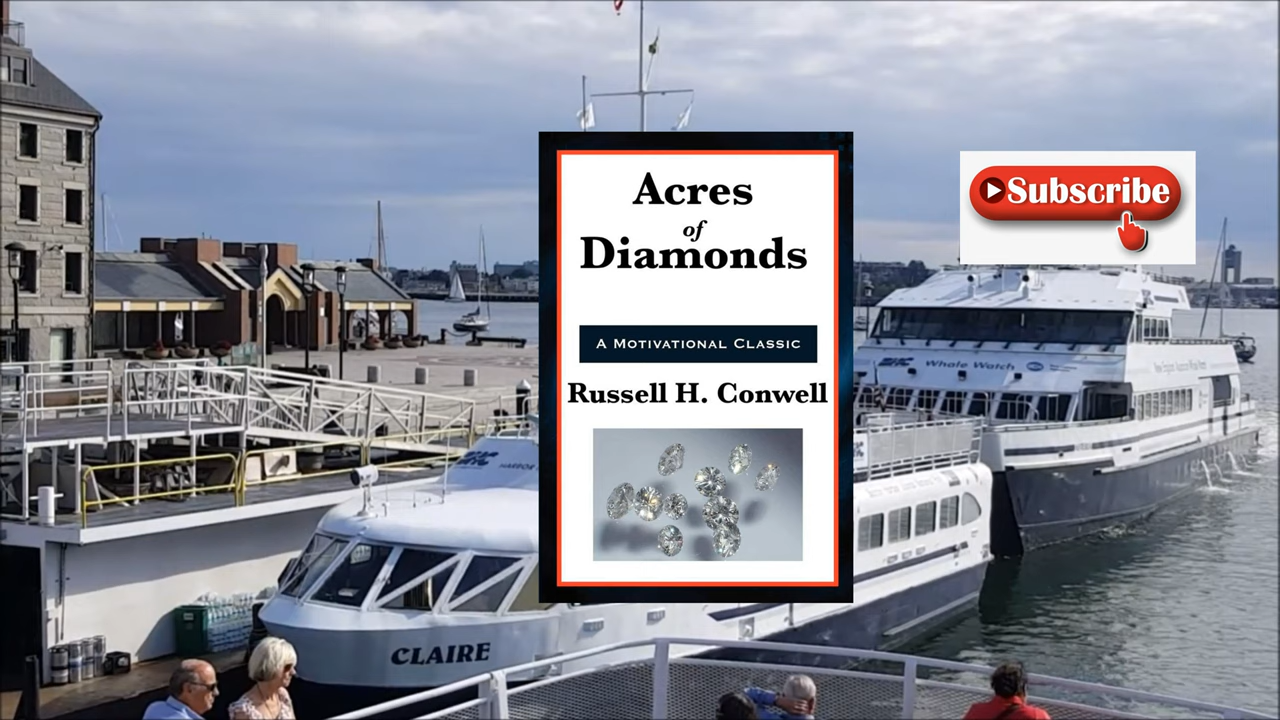 Acres
of
Diamonds
A MOTIVATIONAL CLASSIC
Russell H. Conwell
Subscribe
Whale Watch
CLAIRE